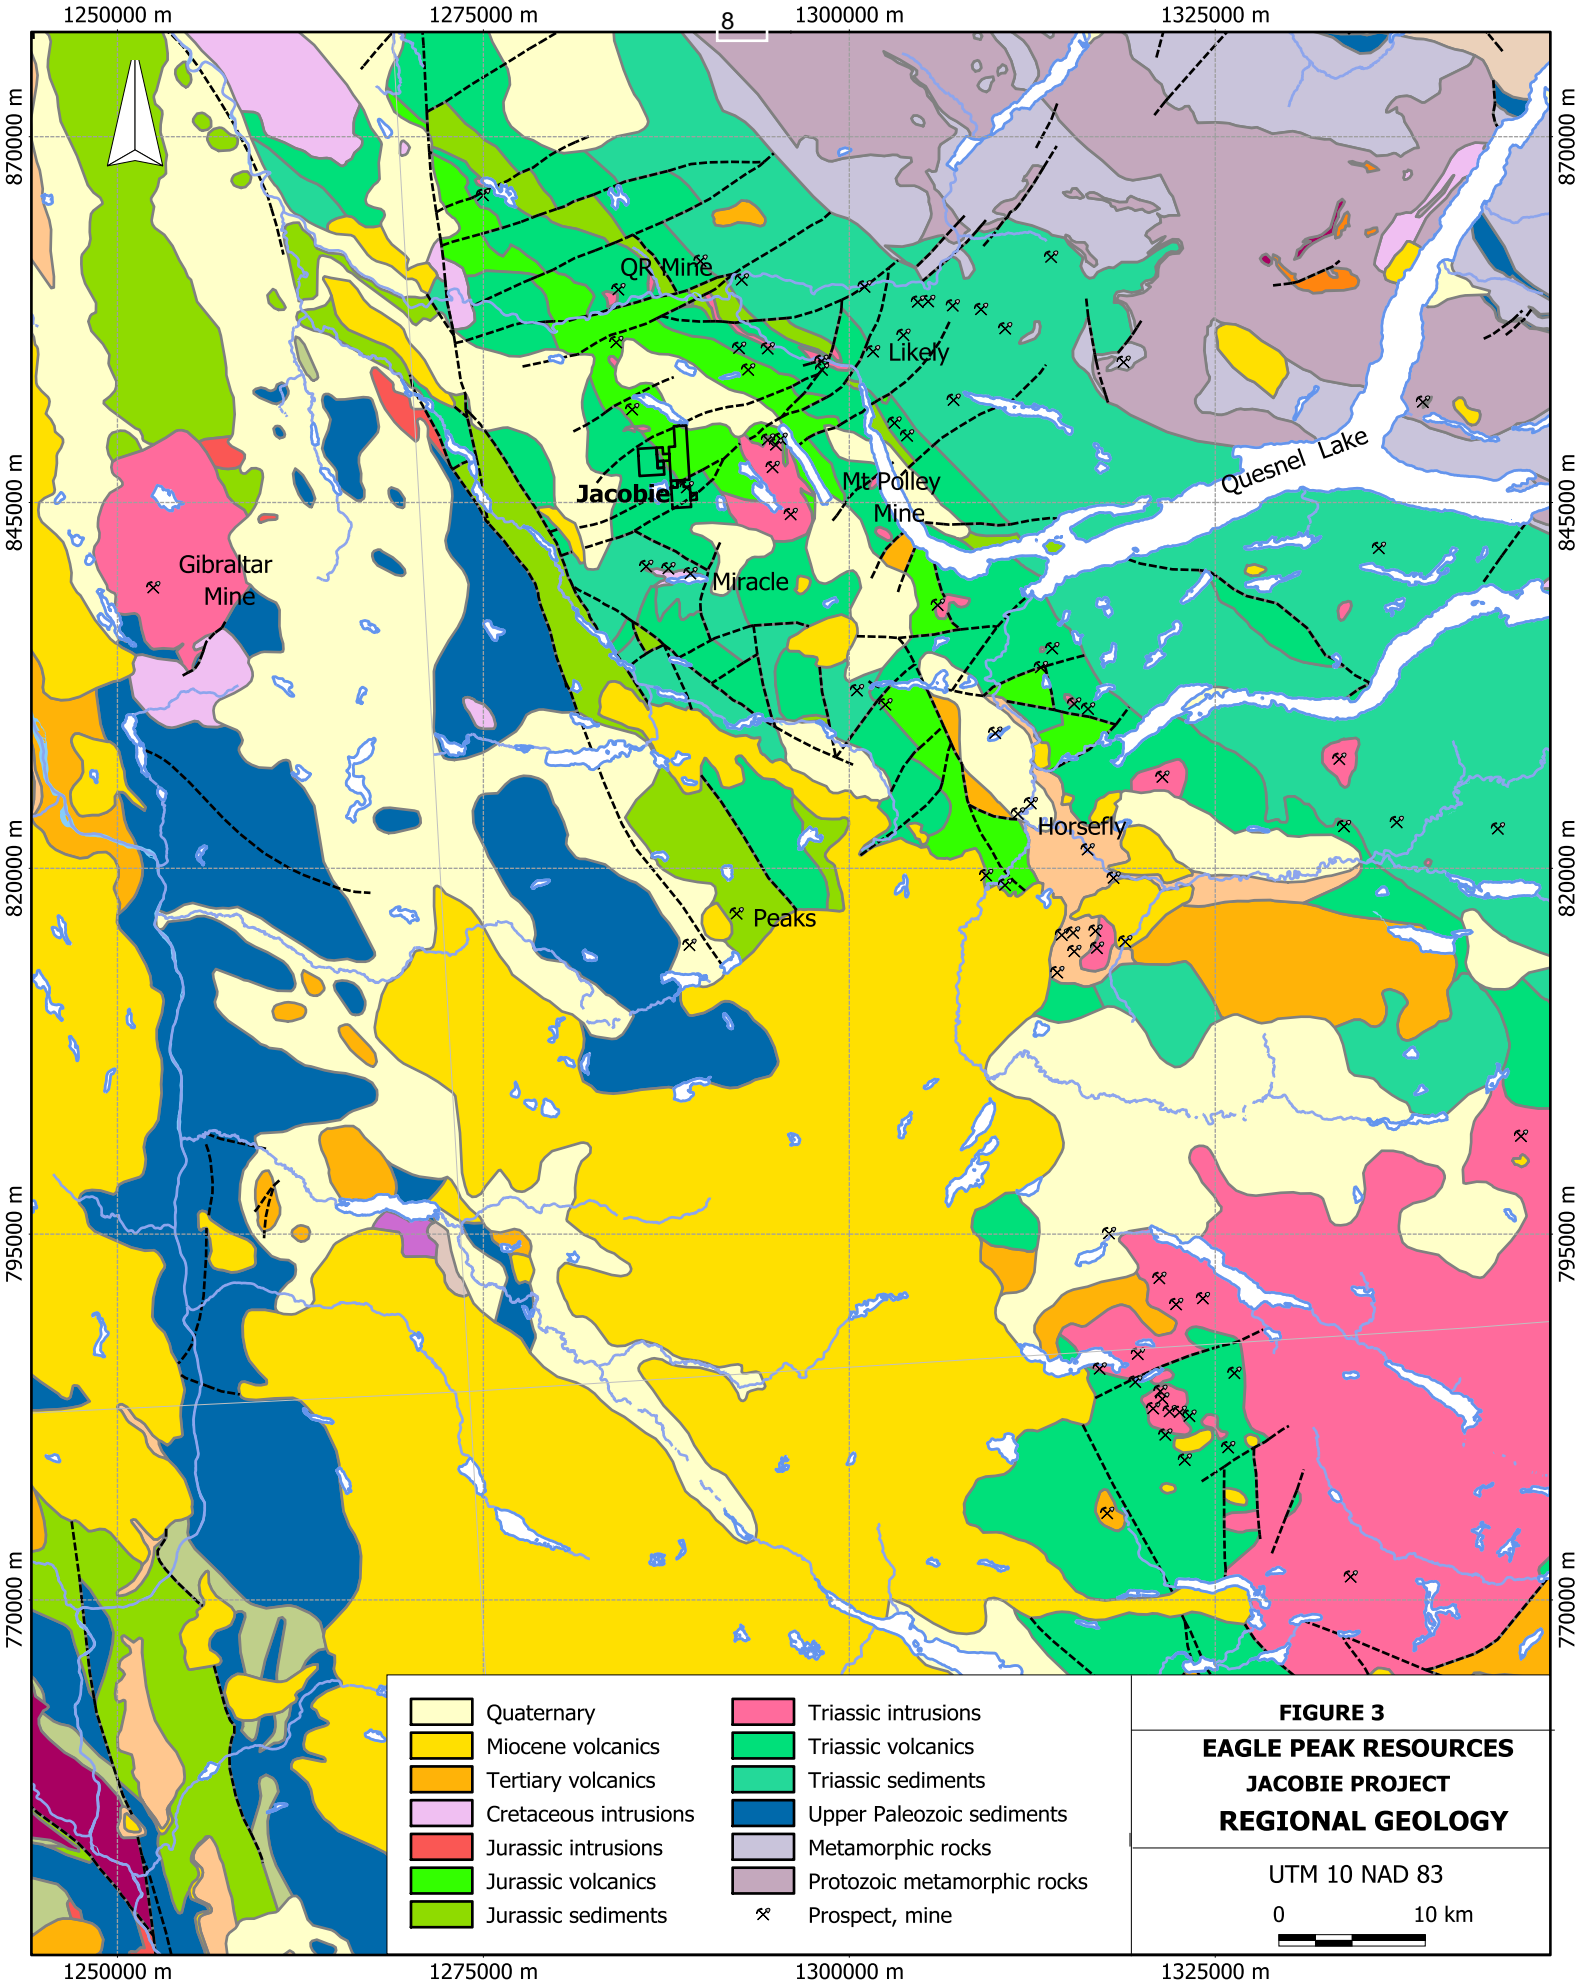 1250000 m 1275000 m 8 1300000 m 1325000 m
870000 m 870000 m
QR Mine
Likely
Quesnel Lake
845000 m 845000 m
Jacobie
Mt Polley
Mine
Gibraltar
Mine
Miracle
Horsefly
820000 m 820000 m
Peaks
795000 m 795000 m
770000 m 770000 m
Quaternary
Miocene volcanics
Tertiary volcanics
Cretaceous intrusions
Jurassic intrusions
Jurassic volcanics
Jurassic sediments
Triassic intrusions
Triassic volcanics
Triassic sediments
Upper Paleozoic sediments
Metamorphic rocks
Protozoic metamorphic rocks
Prospect, mine
FIGURE 3
EAGLE PEAK RESOURCES
JACOBIE PROJECT
REGIONAL GEOLOGY
UTM 10 NAD 83
0 10 km
1250000 m 1275000 m 1300000 m 1325000 m